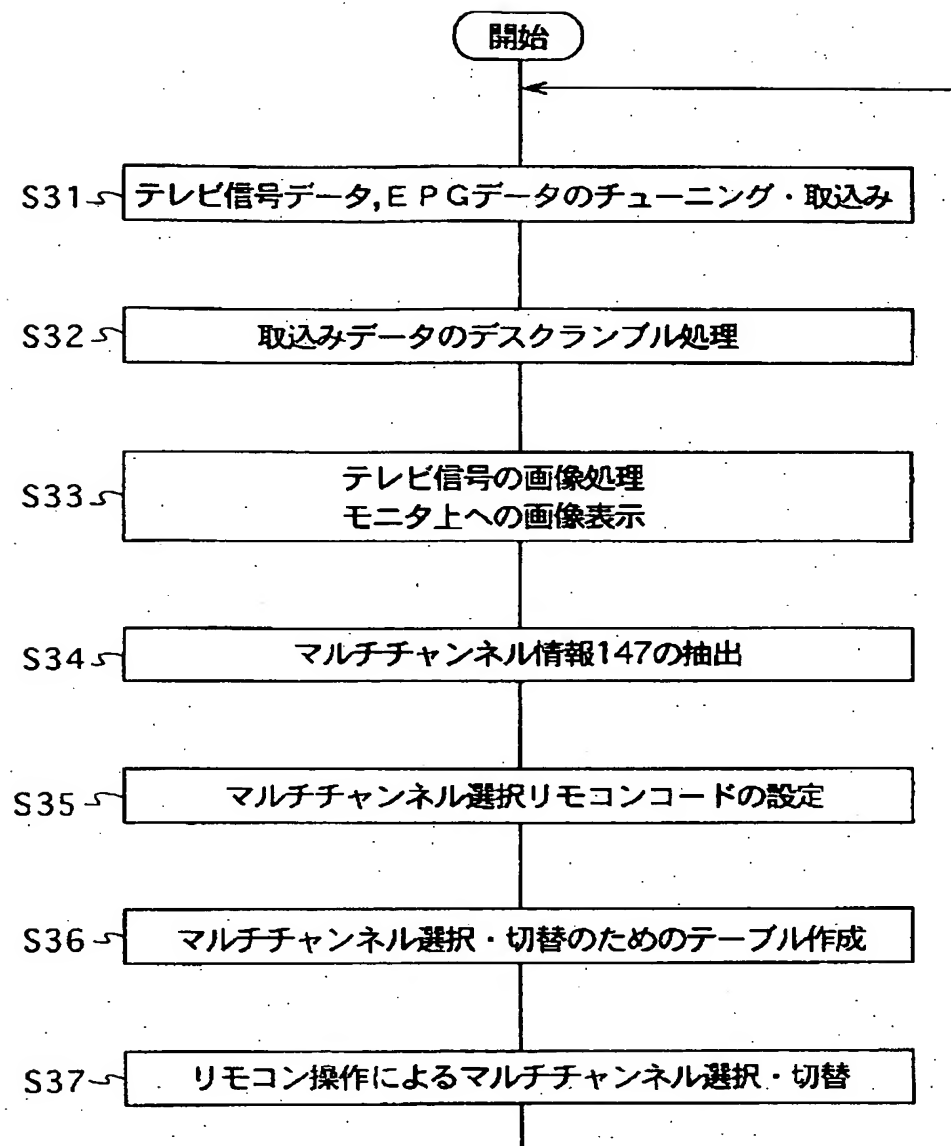 開始
S31 テレビ信号データ,EPGデータのチューニング・取込み
S32 取込みデータのデスクランブル処理
S33 テレビ信号の画像処理
モニタ上への画像表示
S34 マルチチャンネル情報147の抽出
S35 マルチチャンネル選択リモコンコードの設定
S36 マルチチャンネル選択・切替のためのテーブル作成
S37 リモコン操作によるマルチチャンネル選択・切替